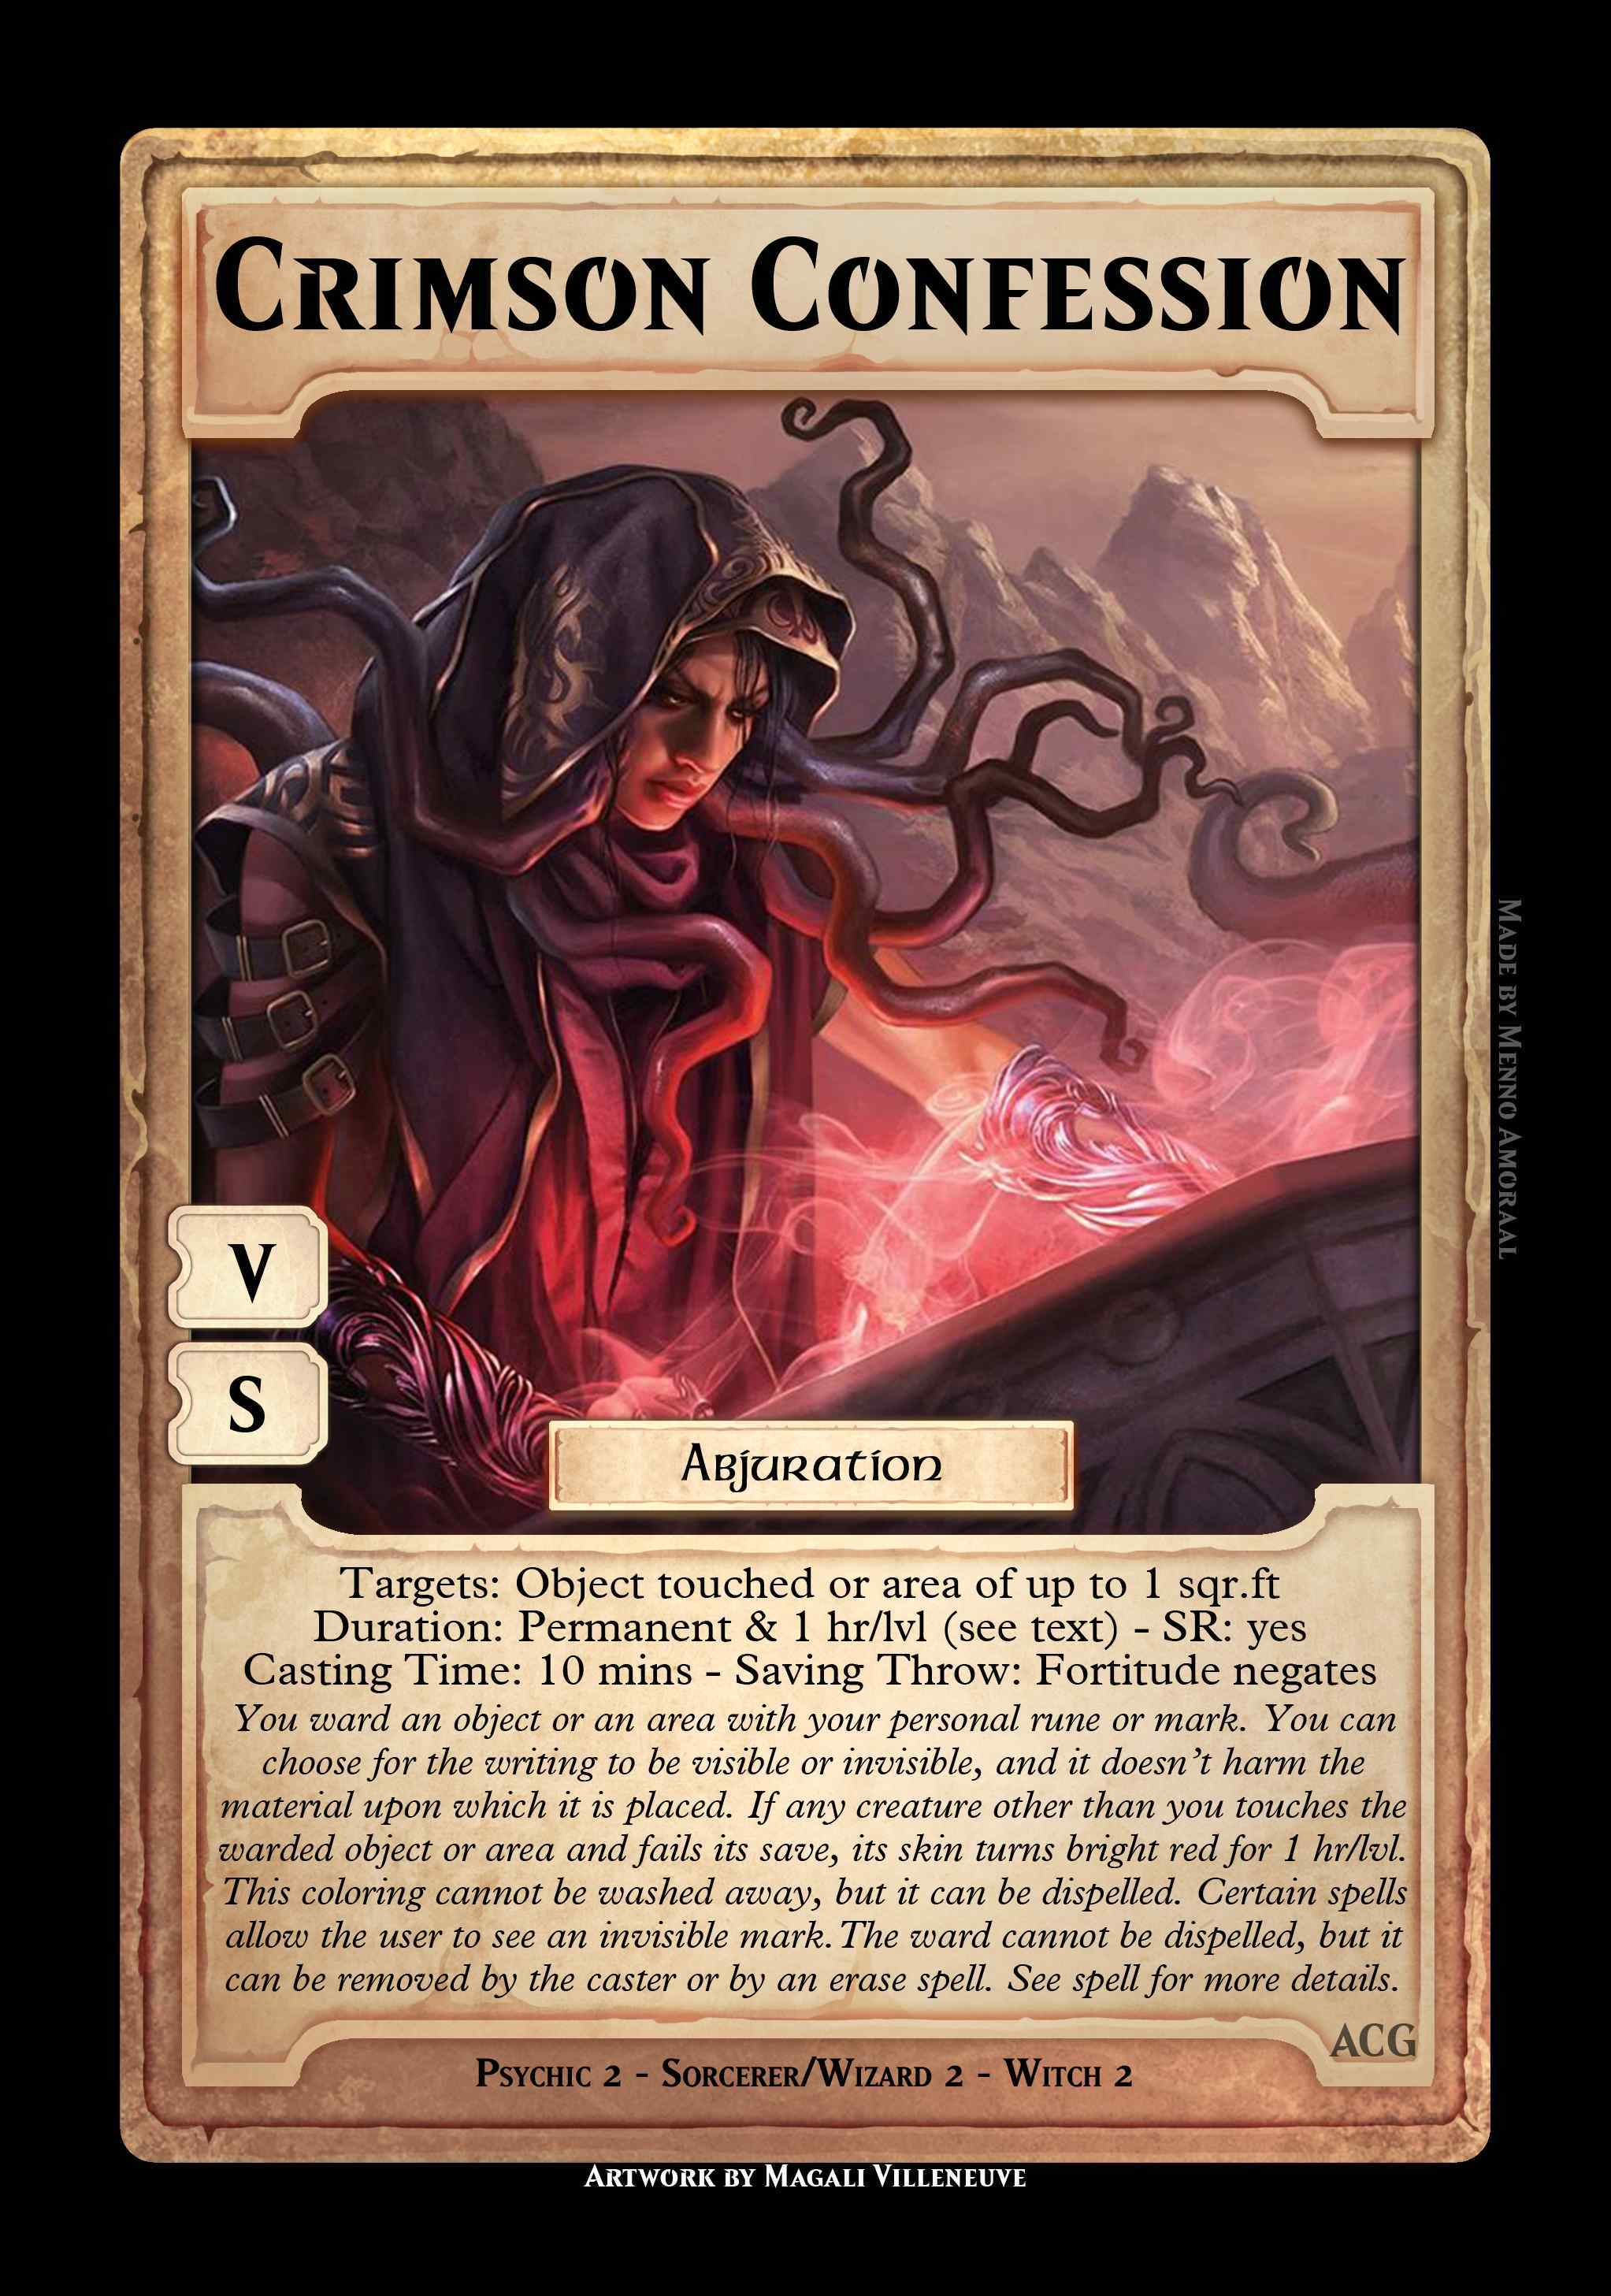 Crimson Confession
V
S
Abjuration
Targets: Object touched or area of up to 1 sqr.ft
Duration: Permanent & 1 hr/lvl (see text) - SR: yes
Casting Time: 10 mins - Saving Throw: Fortitude negates
You ward an object or an area with your personal rune or mark. You can
choose for the writing to be visible or invisible, and it doesn't harm the
material upon which it is placed. If any creature other than you touches the
warded object or area and fails its save, its skin turns bright red for 1 hr/lvl.
This coloring cannot be washed away, but it can be dispelled. Certain spells
allow the user to see an invisible mark. The ward cannot be dispelled, but it
can be removed by the caster or by an erase spell. See spell for more details.
ACG
Psychic 2 - Sorcerer/Wizard 2 - Witch 2
Artwork by Magali Villeneuve
Made by Menno Amoraal